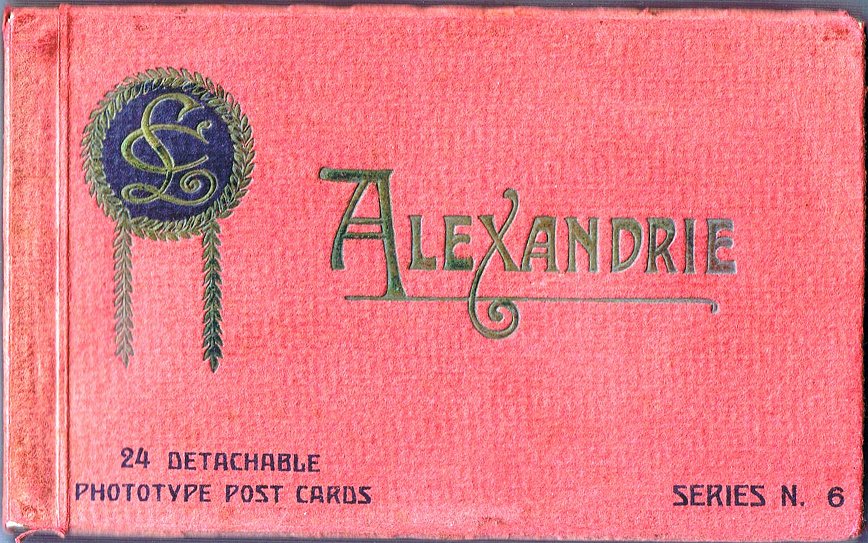 ALEXANDRIE
24 DETACHABLE
PHOTOTYPE POST CARDS
SERIES N. 6